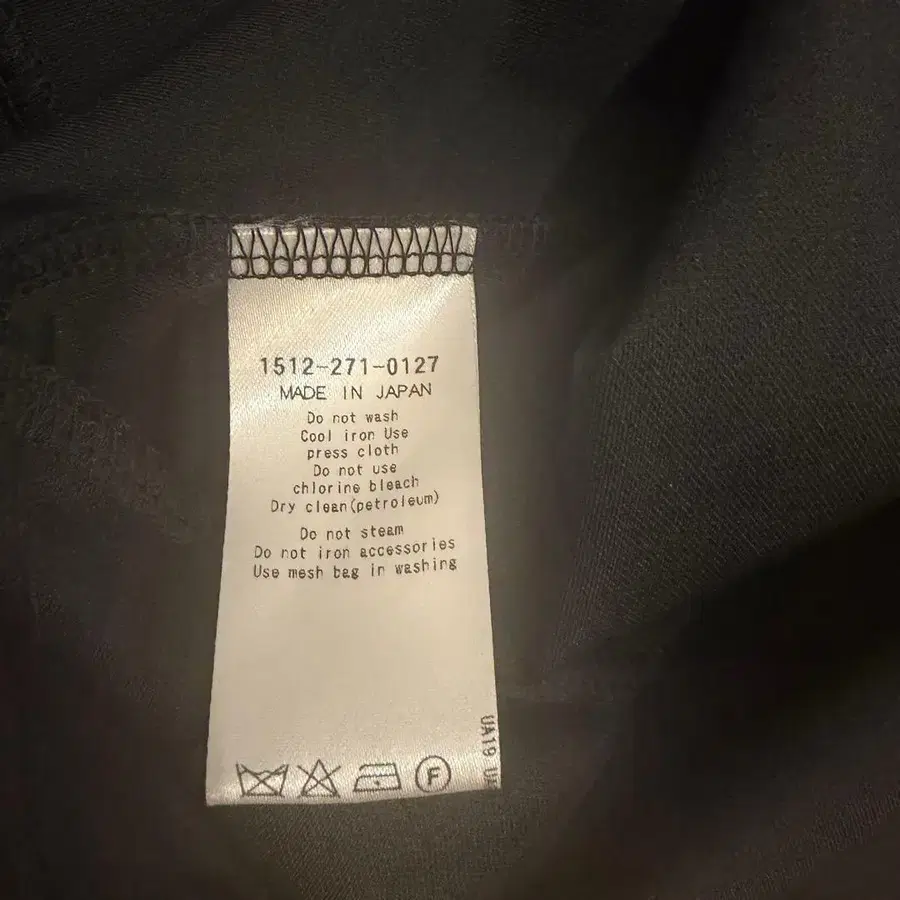 1512-271-0127
MADE IN JAPAN
Do not wash
Cool iron Use
press cloth
Do not use
chlorine bleach
Dry clean(petroleum)
Do not steam
Do not iron accessories
Use mesh bag in washing
UA19
F